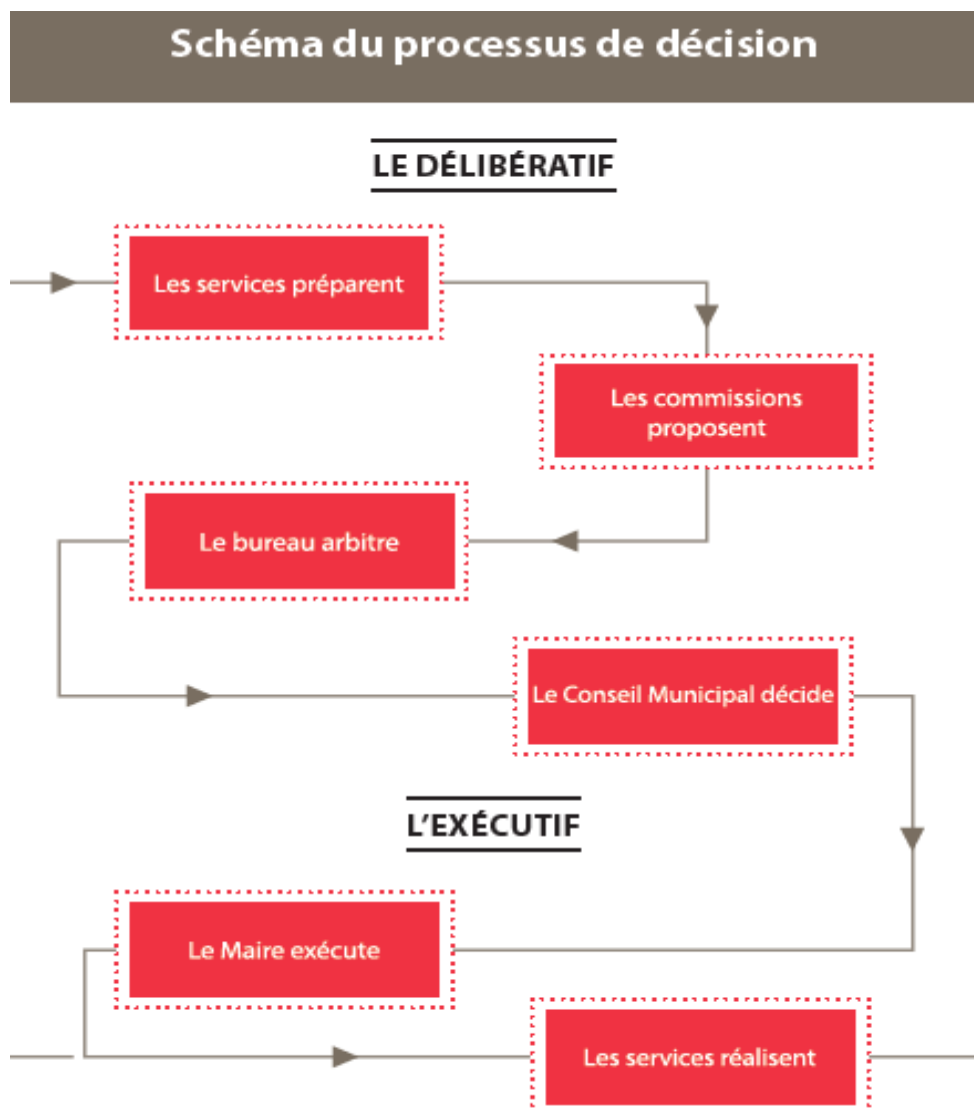 Schéma du processus de décision
LE DÉLIBÉRATIF
Les services préparent
Les commissions
proposent
Le bureau arbitre
Le Conseil Municipal décide
L'EXÉCUTIF
Le Maire exécute
Les services réalisent